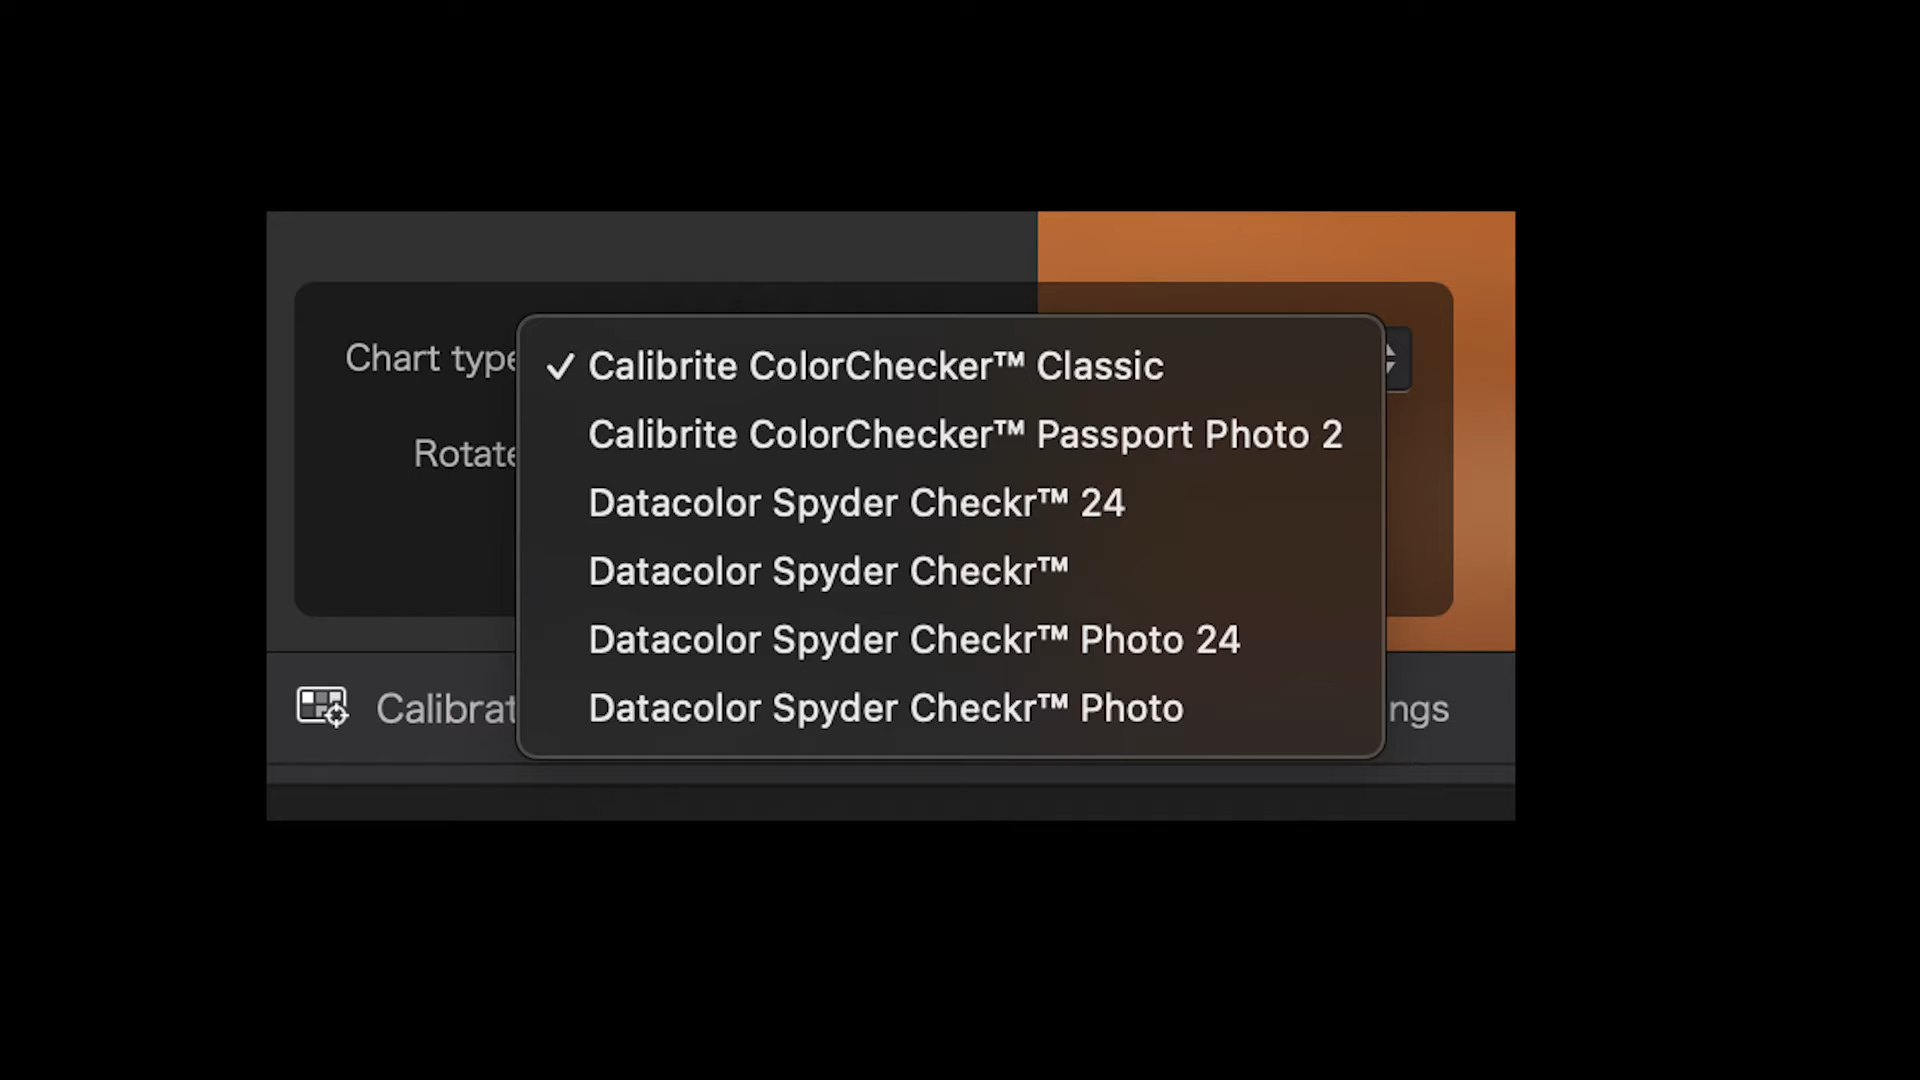 Chart type
✓ Calibrite ColorChecker™ Classic
Calibrite ColorChecker™ Passport Photo 2
Rotate
Datacolor Spyder Checkr™ 24
Datacolor Spyder Checkr™
Datacolor Spyder Checkr™ Photo 24
Calibrat
Datacolor Spyder Checkr™ Photo
ngs